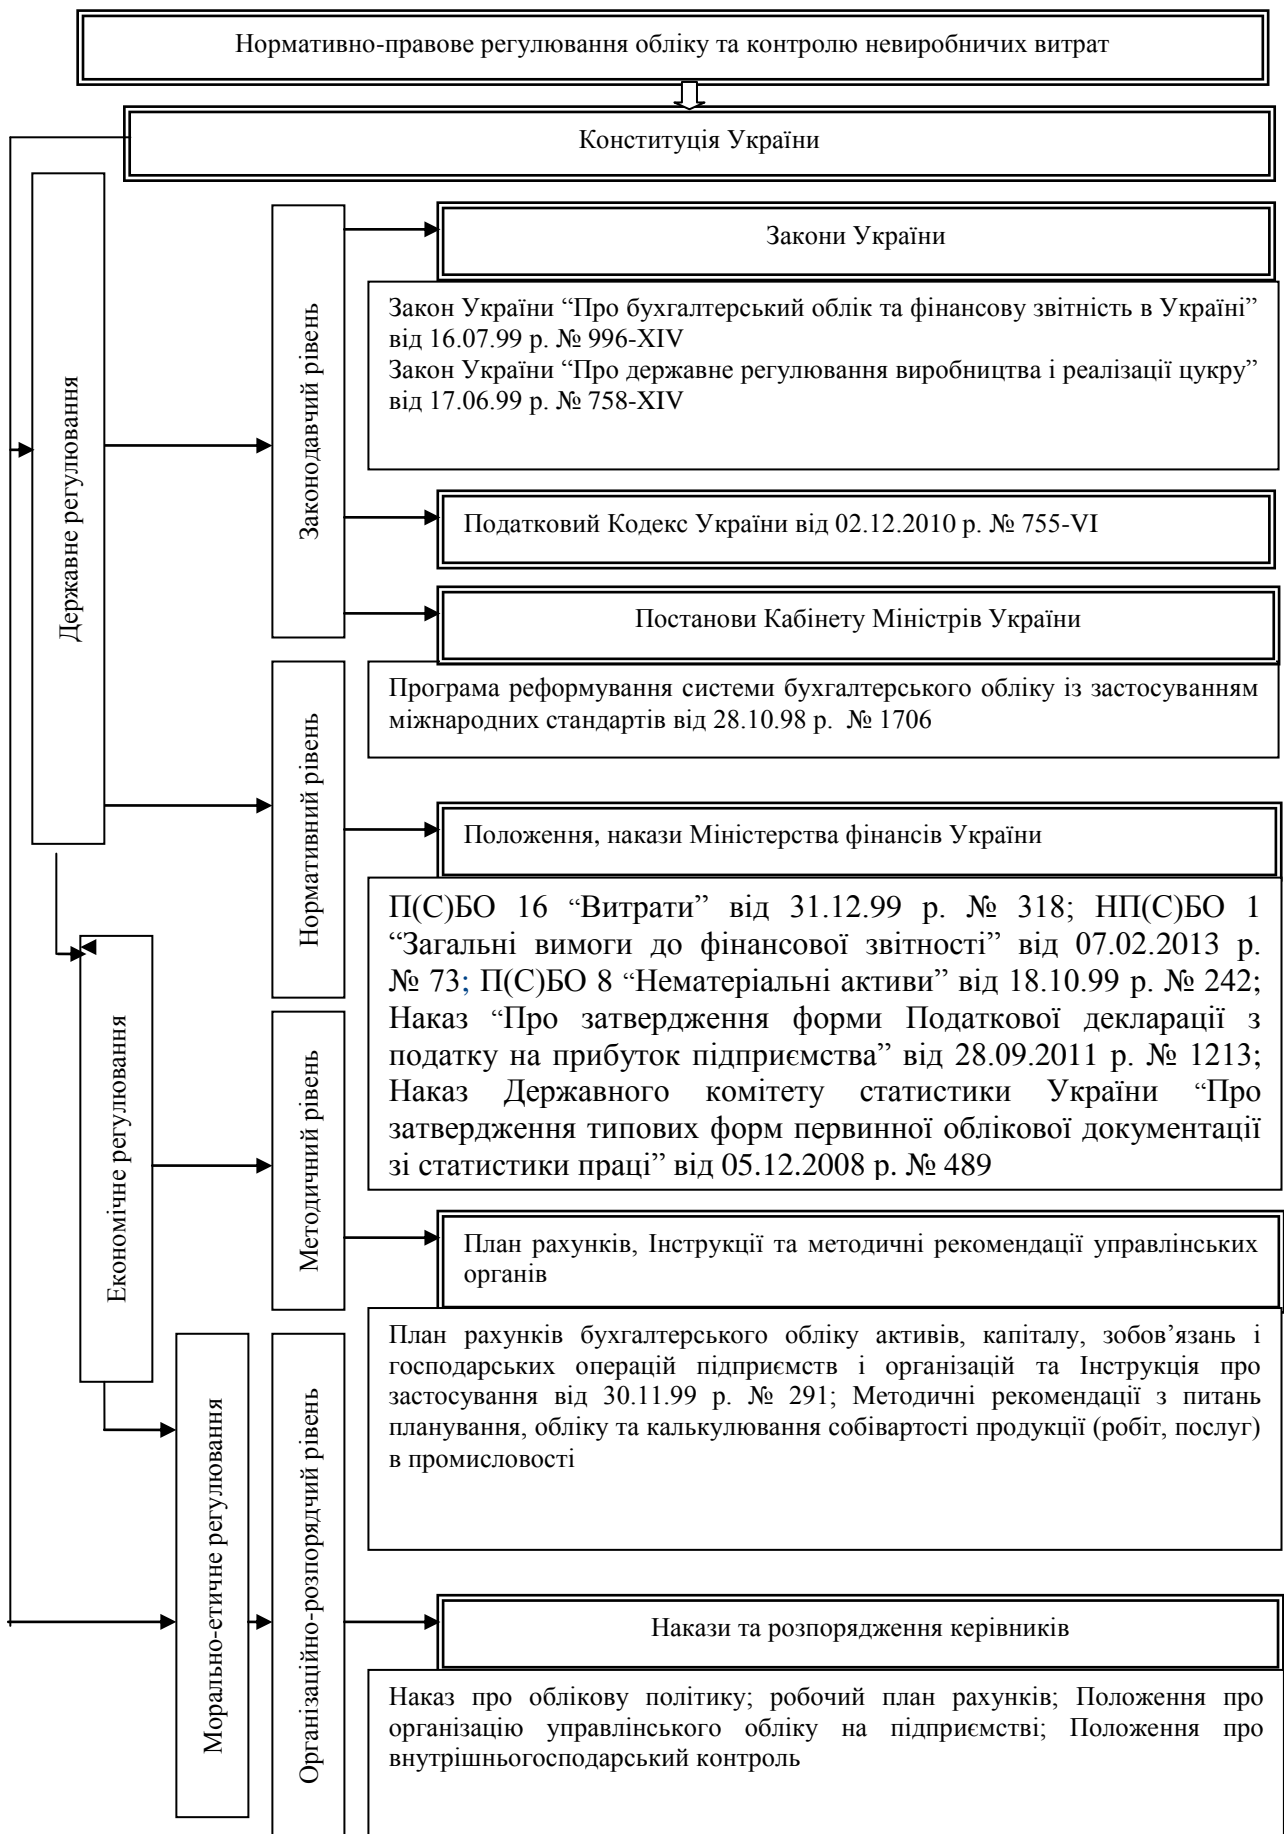 Нормативно-правове регулювання обліку та контролю невиробничих витрат
Конституція України
Державне регулювання
Законодавчий рівень
Закони України
Закон України “Про бухгалтерський облік та фінансову звітність в Україні”
від 16.07.99 р. № 996-XIV
Закон України “Про державне регулювання виробництва і реалізації цукру”
від 17.06.99 р. № 758-XIV
Податковий Кодекс України від 02.12.2010 р. № 755-VI
Постанови Кабінету Міністрів України
Програма реформування системи бухгалтерського обліку із застосуванням
міжнародних стандартів від 28.10.98 р. № 1706
Нормативний рівень
Положення, накази Міністерства фінансів України
П(С)БО 16 “Витрати” від 31.12.99 р. № 318; НП(С)БО 1
“Загальні вимоги до фінансової звітності” від 07.02.2013 р.
№ 73; П(С)БО 8 “Нематеріальні активи” від 18.10.99 р. № 242;
Наказ “Про затвердження форми Податкової декларації з
податку на прибуток підприємства” від 28.09.2011 р. № 1213;
Наказ Державного комітету статистики України “Про
затвердження типових форм первинної облікової документації
зі статистики праці” від 05.12.2008 р. № 489
Економічне регулювання
Методичний рівень
План рахунків, Інструкції та методичні рекомендації управлінських
органів
План рахунків бухгалтерського обліку активів, капіталу, зобов’язань і
господарських операцій підприємств і організацій та Інструкція про
застосування від 30.11.99 р. № 291; Методичні рекомендації з питань
планування, обліку та калькулювання собівартості продукції (робіт, послуг)
в промисловості
Морально-етичне регулювання
Організаційно-розпорядчий рівень
Накази та розпорядження керівників
Наказ про облікову політику; робочий план рахунків; Положення про
організацію управлінського обліку на підприємстві; Положення про
внутрішньогосподарський контроль